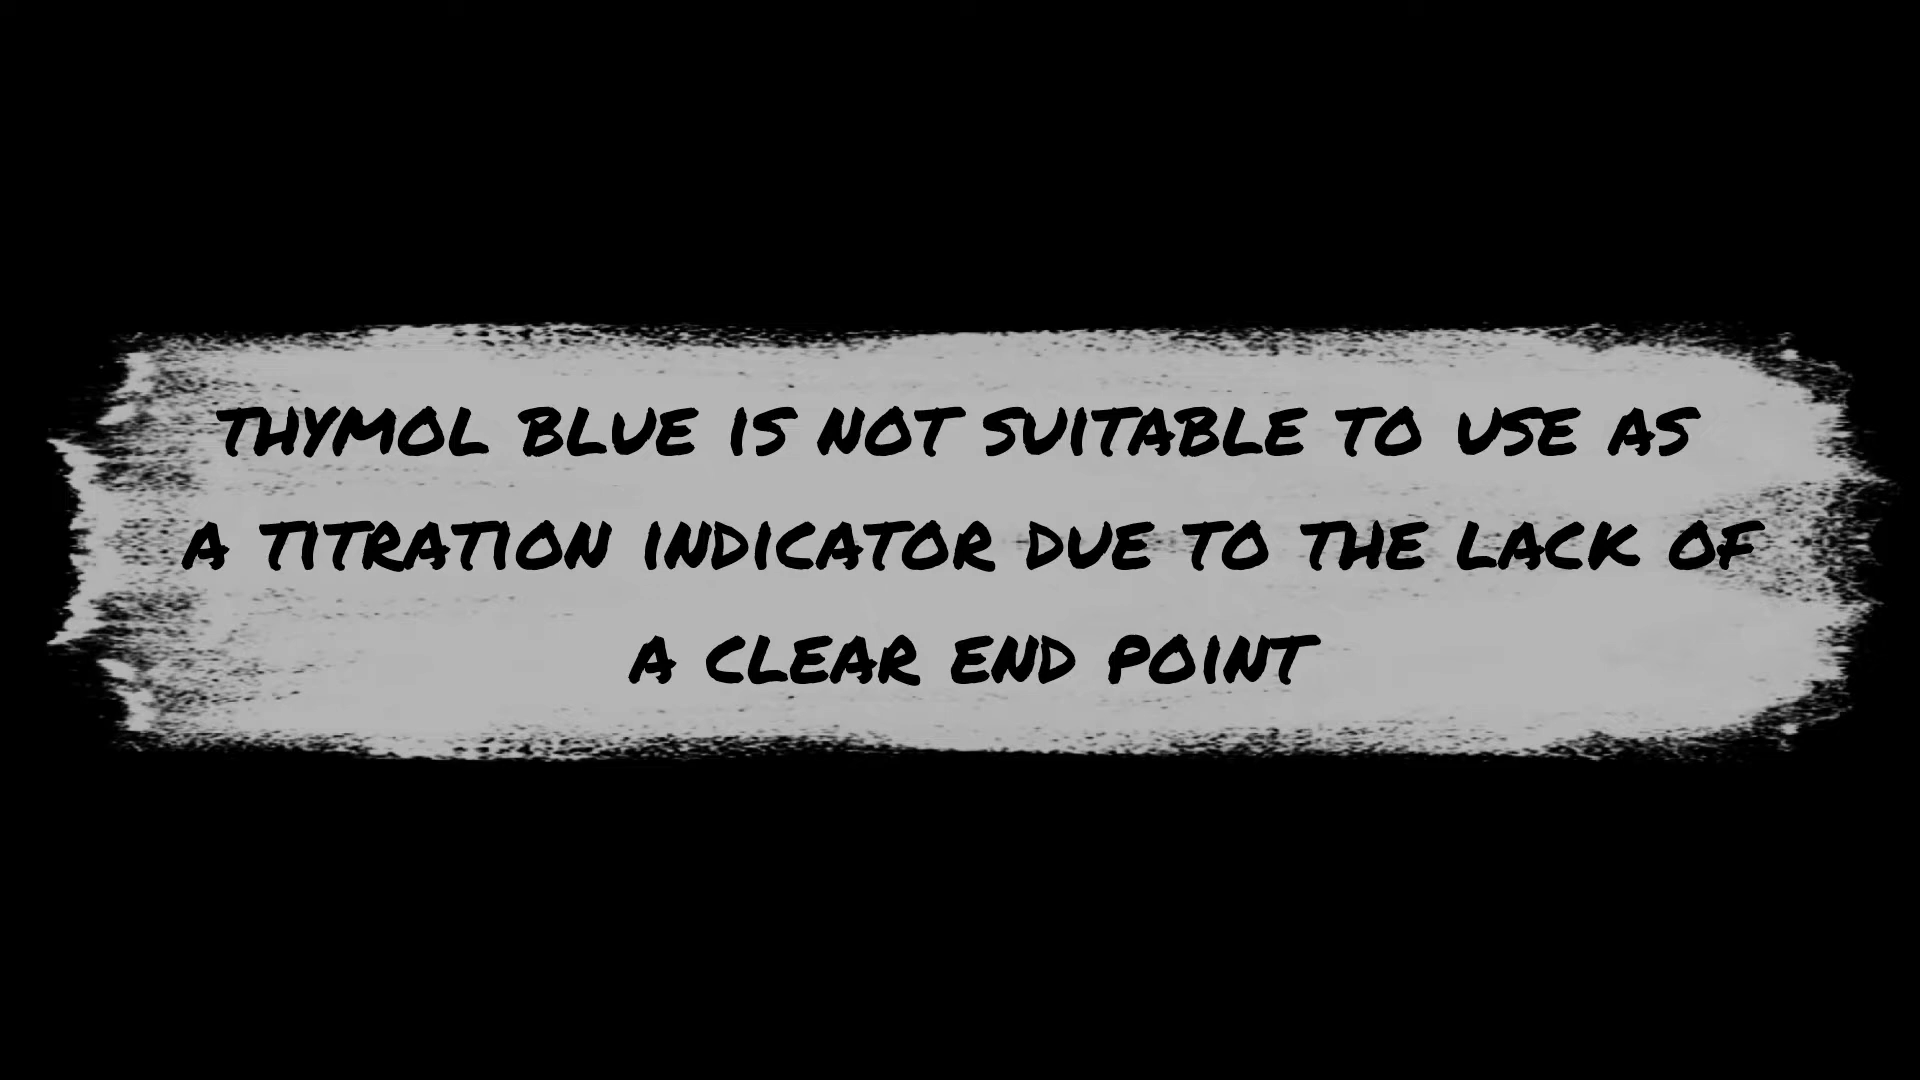 THYMOL BLUE IS NOT SUITABLE TO USE AS
A TITRATION INDICATOR DUE TO THE LACK OF
A CLEAR END POINT